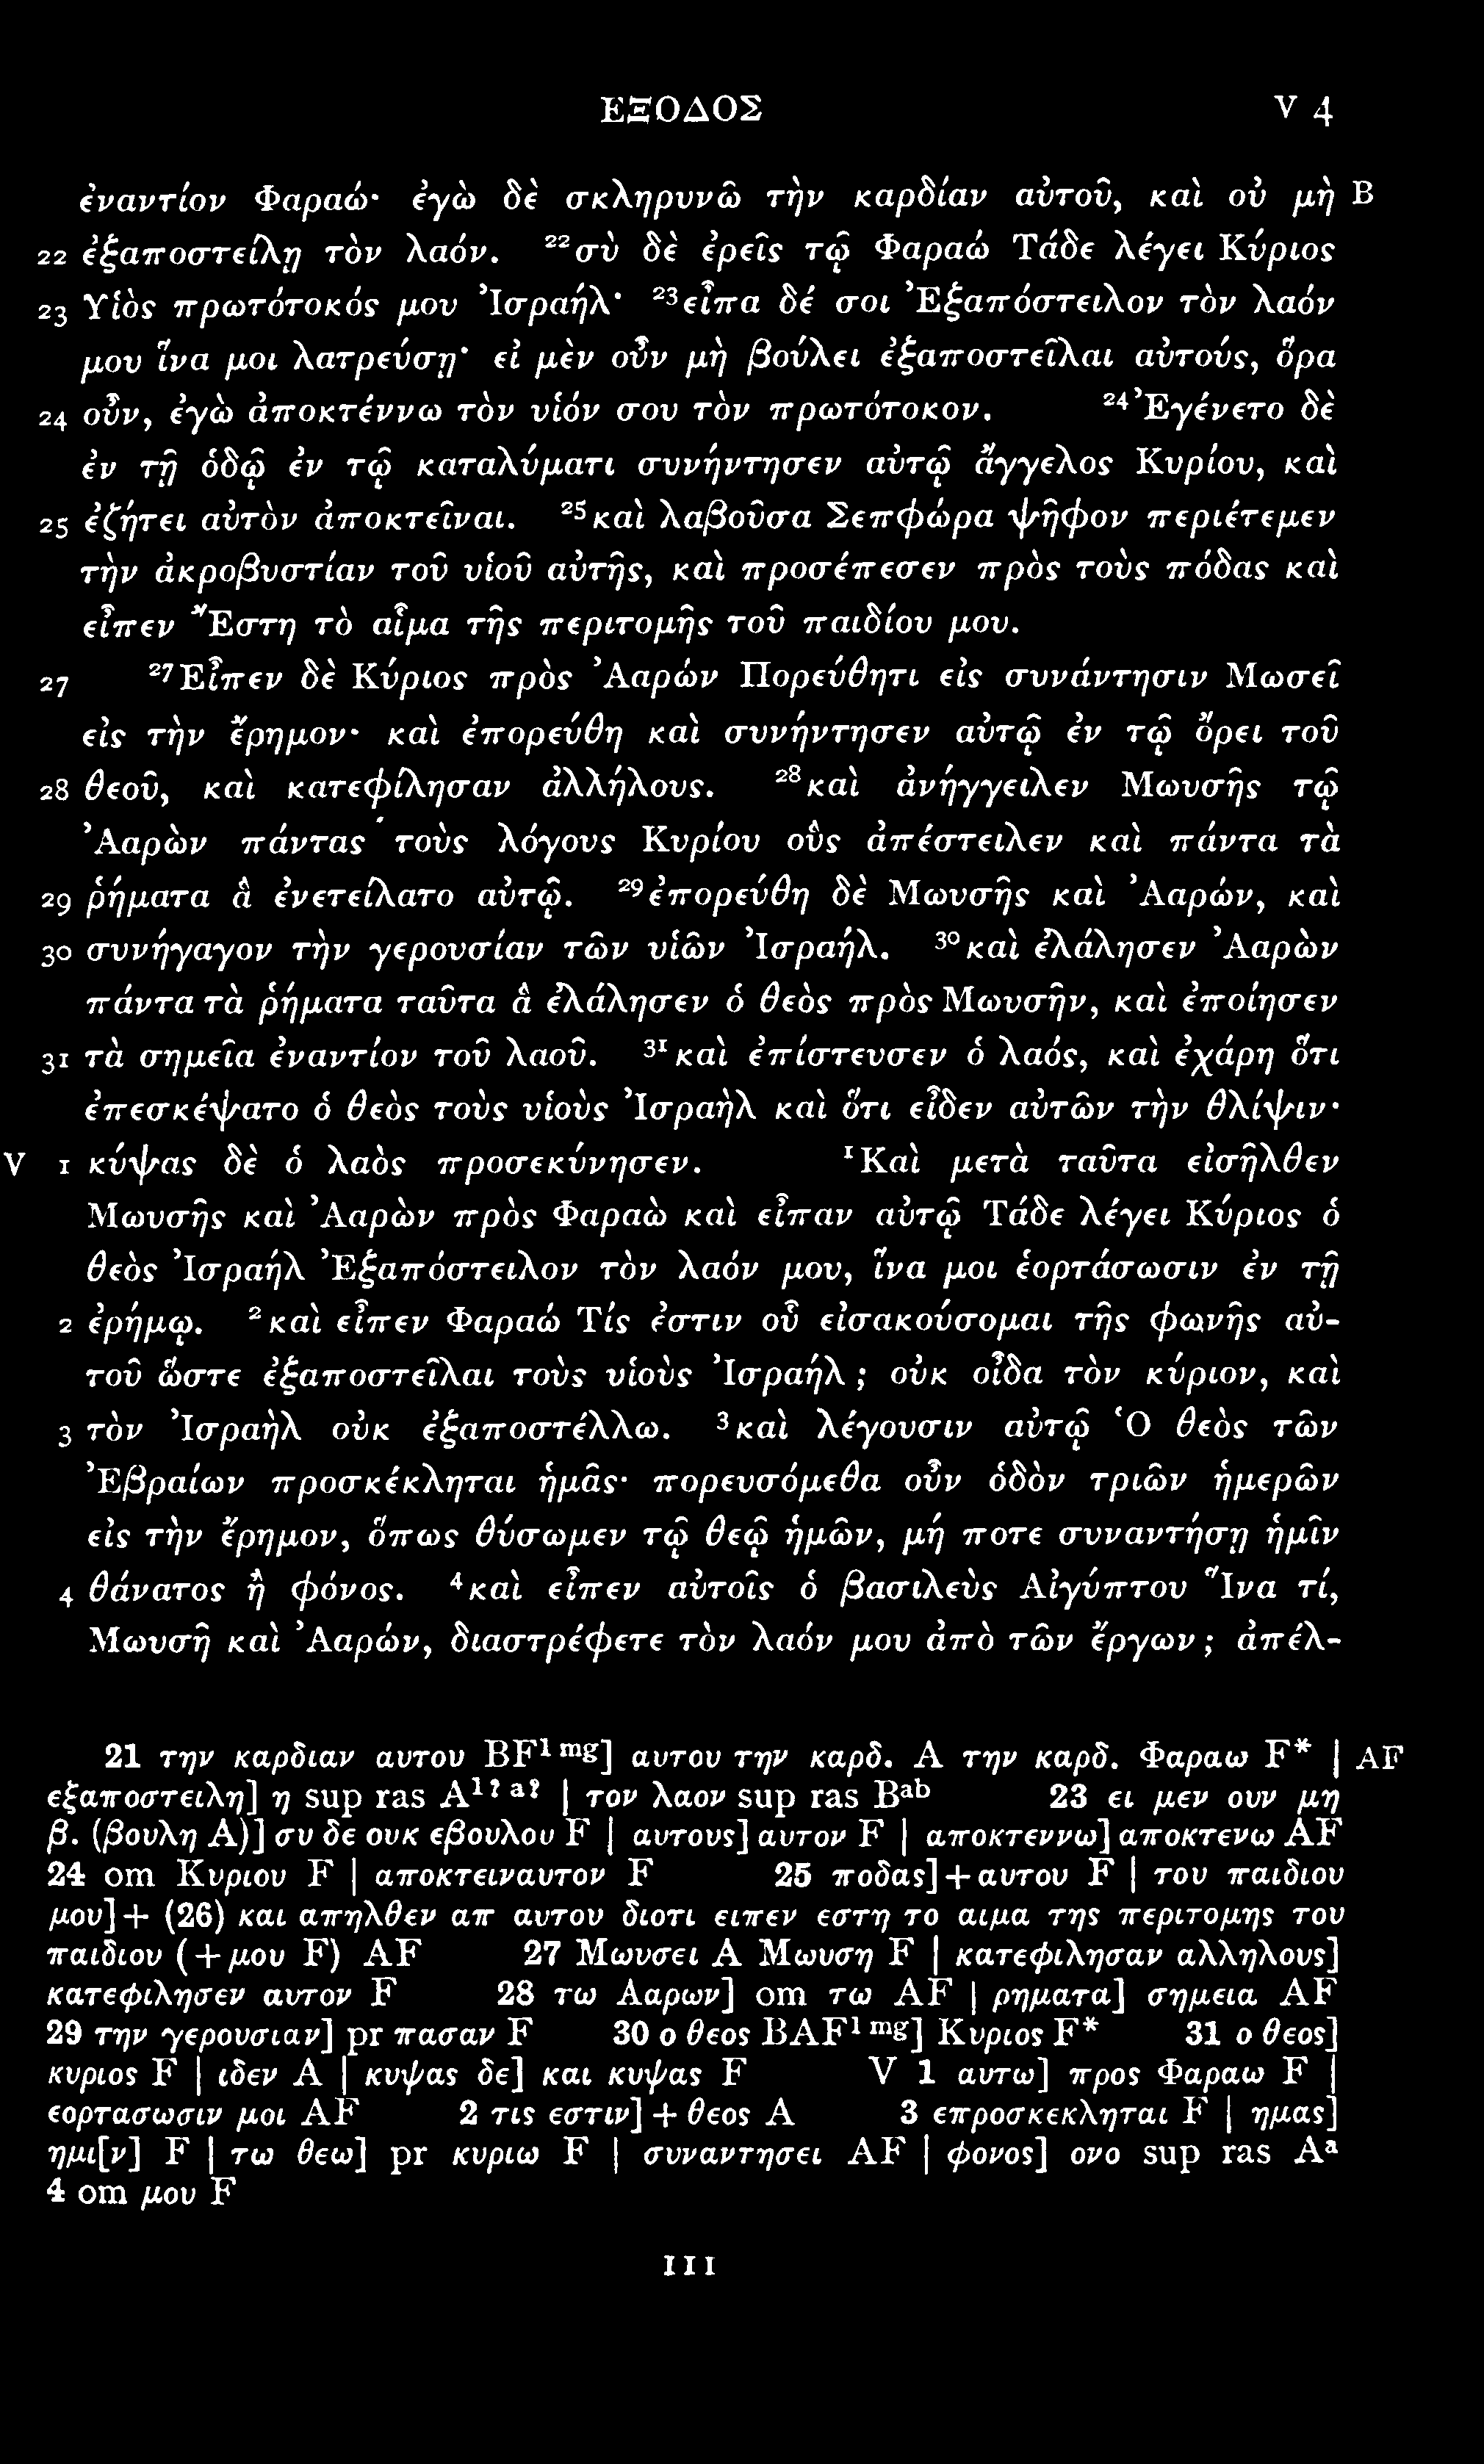 ΕΞΟΔΟΣ V 4
ἐναντίον Φαραώ· ἐγὼ δὲ σκληρυνῶ τὴν καρδίαν αὐτοῦ, καὶ οὐ μὴ B
22 ἐξαποστείλῃ τὸν λαόν. ²²σὺ δὲ ἐρεῖς τῷ Φαραώ Τάδε λέγει Κύριος
23 Υἱὸς πρωτότοκός μου Ἰσραήλ· ²³εἶπα δέ σοι Ἐξαπόστειλον τὸν λαόν
μου ἵνα μοι λατρεύσῃ· εἰ μὲν οὖν μὴ βούλει ἐξαποστεῖλαι αὐτούς, ὅρα
24 οὖν, ἐγὼ ἀποκτέννω τὸν υἱόν σου τὸν πρωτότοκον. ²⁴Ἐγένετο δὲ
ἐν τῇ ὁδῷ ἐν τῷ καταλύματι συνήντησεν αὐτῷ ἄγγελος Κυρίου, καὶ
25 ἐζήτει αὐτὸν ἀποκτεῖναι. ²⁵καὶ λαβοῦσα Σεπφώρα ψῆφον περιέτεμεν
τὴν ἀκροβυστίαν τοῦ υἱοῦ αὐτῆς, καὶ προσέπεσεν πρὸς τοὺς πόδας καὶ
εἶπεν Ἔστη τὸ αἷμα τῆς περιτομῆς τοῦ παιδίου μου.
27 ²⁷Εἶπεν δὲ Κύριος πρὸς Ἀαρών Πορεύθητι εἰς συνάντησιν Μωσεῖ
εἰς τὴν ἔρημον· καὶ ἐπορεύθη καὶ συνήντησεν αὐτῷ ἐν τῷ ὄρει τοῦ
28 θεοῦ, καὶ κατεφίλησαν ἀλλήλους. ²⁸καὶ ἀνήγγειλεν Μωυσῆς τῷ
Ἀαρὼν πάντας τοὺς λόγους Κυρίου οὓς ἀπέστειλεν καὶ πάντα τὰ
29 ῥήματα ἃ ἐνετείλατο αὐτῷ. ²⁹ἐπορεύθη δὲ Μωυσῆς καὶ Ἀαρών, καὶ
30 συνήγαγον τὴν γερουσίαν τῶν υἱῶν Ἰσραήλ. ³⁰καὶ ἐλάλησεν Ἀαρὼν
πάντα τὰ ῥήματα ταῦτα ἃ ἐλάλησεν ὁ θεὸς πρὸς Μωυσῆν, καὶ ἐποίησεν
31 τὰ σημεῖα ἐναντίον τοῦ λαοῦ. ³¹καὶ ἐπίστευσεν ὁ λαός, καὶ ἐχάρη ὅτι
ἐπεσκέψατο ὁ θεὸς τοὺς υἱοὺς Ἰσραὴλ καὶ ὅτι εἶδεν αὐτῶν τὴν θλίψιν·
V 1 κύψας δὲ ὁ λαὸς προσεκύνησεν. ¹Καὶ μετὰ ταῦτα εἰσῆλθεν
Μωυσῆς καὶ Ἀαρὼν πρὸς Φαραὼ καὶ εἶπαν αὐτῷ Τάδε λέγει Κύριος ὁ
θεὸς Ἰσραήλ Ἐξαπόστειλον τὸν λαόν μου, ἵνα μοι ἑορτάσωσιν ἐν τῇ
2 ἐρήμῳ. ²καὶ εἶπεν Φαραώ Τίς ἐστιν οὗ εἰσακούσομαι τῆς φωνῆς αὐ-
τοῦ ὥστε ἐξαποστεῖλαι τοὺς υἱοὺς Ἰσραήλ; οὐκ οἶδα τὸν κύριον, καὶ
3 τὸν Ἰσραὴλ οὐκ ἐξαποστέλλω. ³καὶ λέγουσιν αὐτῷ Ὁ θεὸς τῶν
Ἐβραίων προσκέκληται ἡμᾶς· πορευσόμεθα οὖν ὁδὸν τριῶν ἡμερῶν
εἰς τὴν ἔρημον, ὅπως θύσωμεν τῷ θεῷ ἡμῶν, μή ποτε συναντήσῃ ἡμῖν
4 θάνατος ἢ φόνος. ⁴καὶ εἶπεν αὐτοῖς ὁ βασιλεὺς Αἰγύπτου Ἵνα τί,
Μωυσῆ καὶ Ἀαρών, διαστρέφετε τὸν λαόν μου ἀπὸ τῶν ἔργων; ἀπέλ-
21 την καρδιαν αυτου BF¹ ᵐᵍ] αυτου την καρδ. A την καρδ. Φαραω F* | AF
εξαποστειλη] η sup ras A¹ˀ ᵃˀ | τον λαον sup ras Bᵃᵇ 23 ει μεν ουν μη
β. (βουλη A)] συ δε ουκ εβουλου F | αυτους] αυτον F | αποκτεννω] αποκτενω AF
24 om Κυριου F | αποκτειναυτον F 25 ποδας]+αυτου F | του παιδιου
μου]+ (26) και απηλθεν απ αυτου διοτι ειπεν εστη το αιμα της περιτομης του
παιδιου (+μου F) AF 27 Μωυσει A Μωυση F | κατεφιλησαν αλληλους]
κατεφιλησεν αυτον F 28 τω Ααρων] om τω AF | ρηματα] σημεια AF
29 την γερουσιαν] pr πασαν F 30 ο θεος BAF¹ ᵐᵍ] Κυριος F* 31 ο θεος]
κυριος F | ιδεν A | κυψας δε] και κυψας F V 1 αυτω] προς Φαραω F |
εορτασωσιν μοι AF 2 τις εστιν] + θεος A 3 επροσκεκληται F | ημας]
ημι[ν] F | τω θεω] pr κυριω F | συναντησει AF | φονος] ονο sup ras Aᵃ
4 om μου F
111